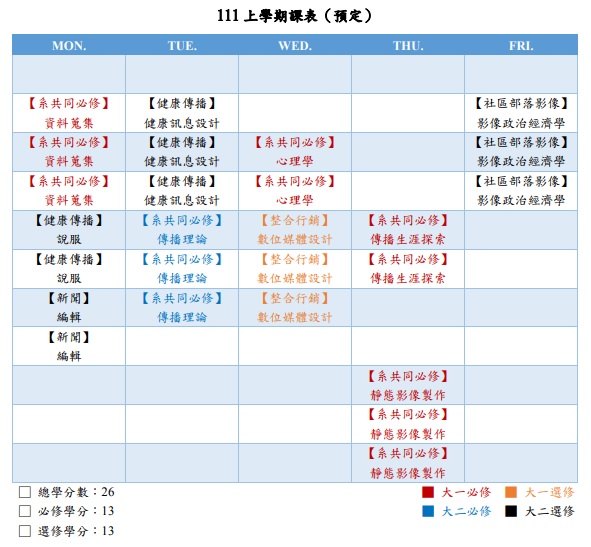 111 上學期課表（預定）
MON. TUE. WED. THU. FRI.
【系共同必修】 【健康傳播】 【社區部落影像】
資料蒐集 健康訊息設計 影像政治經濟學
【系共同必修】 【健康傳播】 【系共同必修】 【社區部落影像】
資料蒐集 健康訊息設計 心理學 影像政治經濟學
【系共同必修】 【健康傳播】 【系共同必修】 【社區部落影像】
資料蒐集 健康訊息設計 心理學 影像政治經濟學
【健康傳播】 【系共同必修】 【整合行銷】 【系共同必修】
說服 傳播理論 數位媒體設計 傳播生涯探索
【健康傳播】 【系共同必修】 【整合行銷】 【系共同必修】
說服 傳播理論 數位媒體設計 傳播生涯探索
【新聞】 【系共同必修】 【整合行銷】
編輯 傳播理論 數位媒體設計
【新聞】
編輯
【系共同必修】
靜態影像製作
【系共同必修】
靜態影像製作
【系共同必修】
靜態影像製作
總學分數：26 大一必修 大一選修
必修學分：13 大二必修 大二選修
選修學分：13